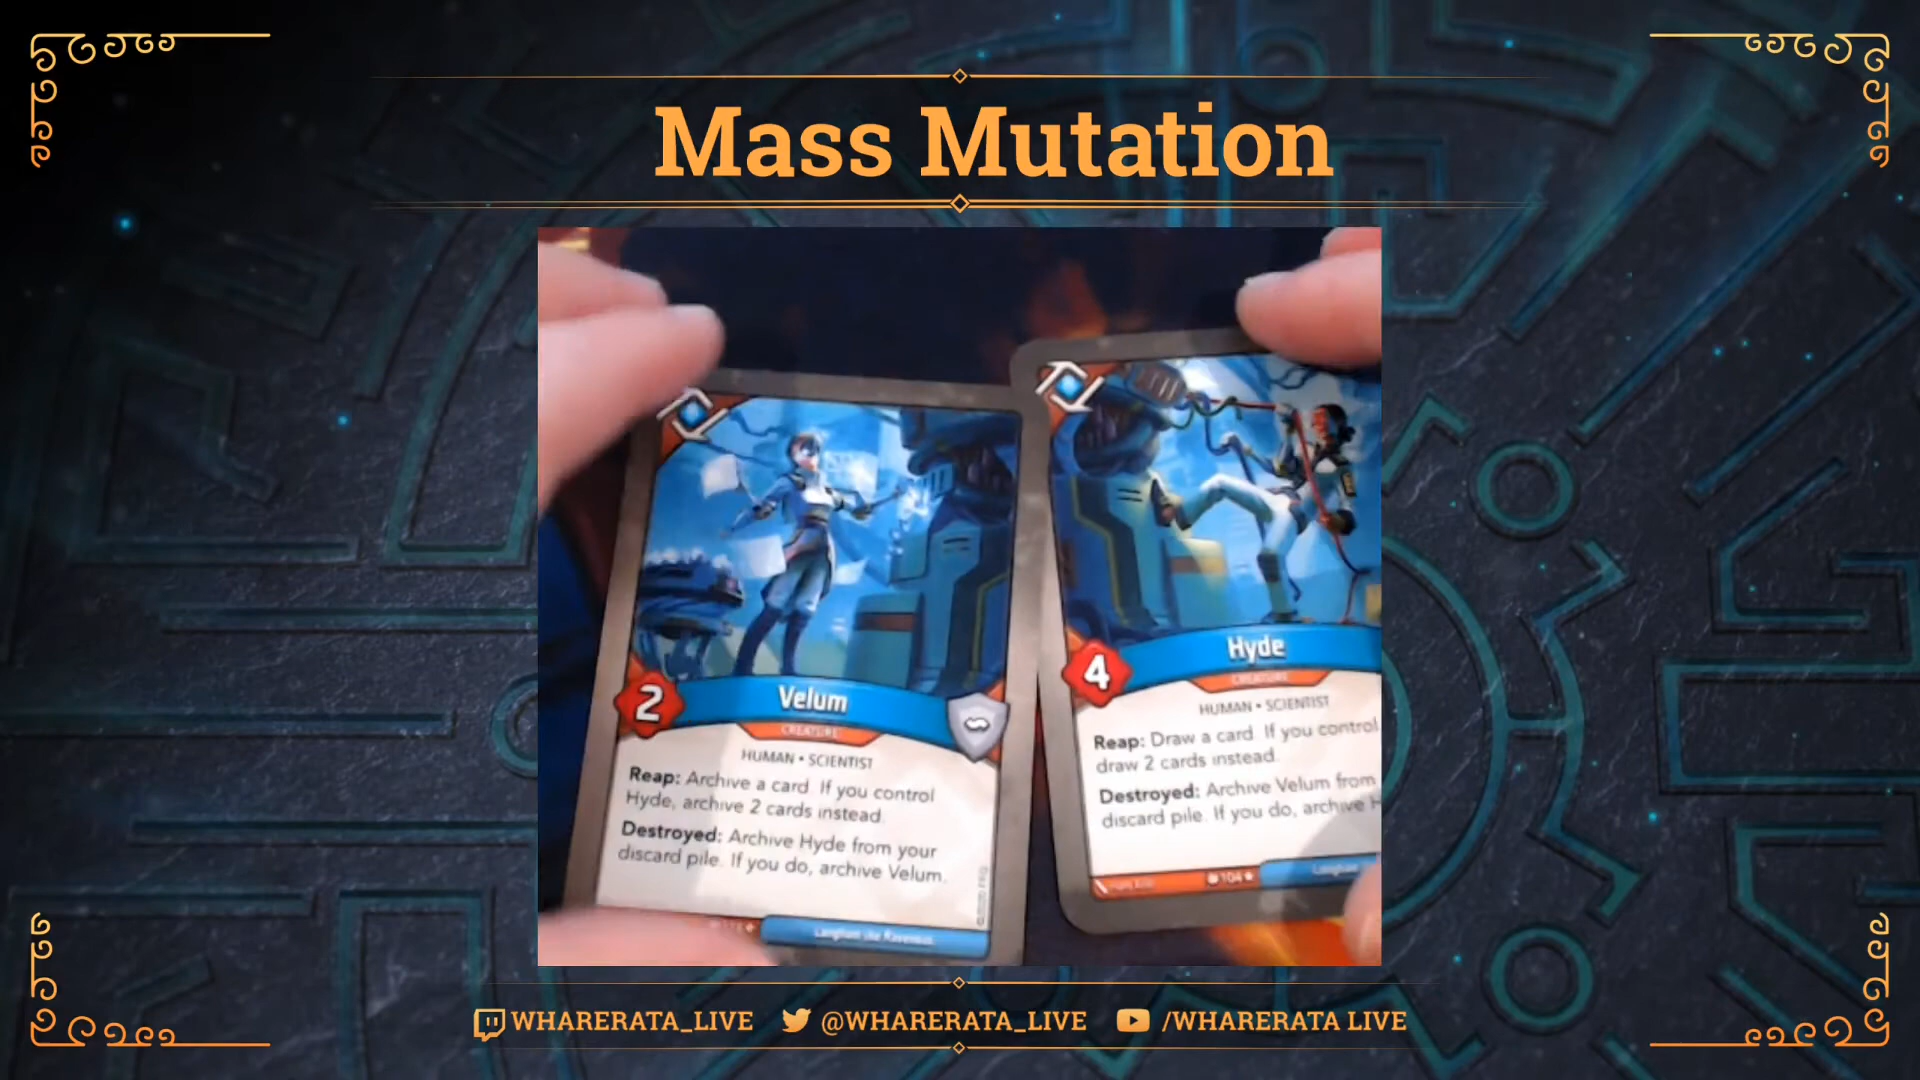 Mass Mutation
2
Velum
CREATURE
HUMAN • SCIENTIST
Reap: Archive a card. If you control
Hyde, archive 2 cards instead.
Destroyed: Archive Hyde from your
discard pile. If you do, archive Velum.
4
Hyde
CREATURE
HUMAN • SCIENTIST
Reap: Draw a card. If you control
draw 2 cards instead.
Destroyed: Archive Velum from
discard pile. If you do, archive H
104
WHARERATA_LIVE
@WHARERATA_LIVE
/WHARERATA LIVE